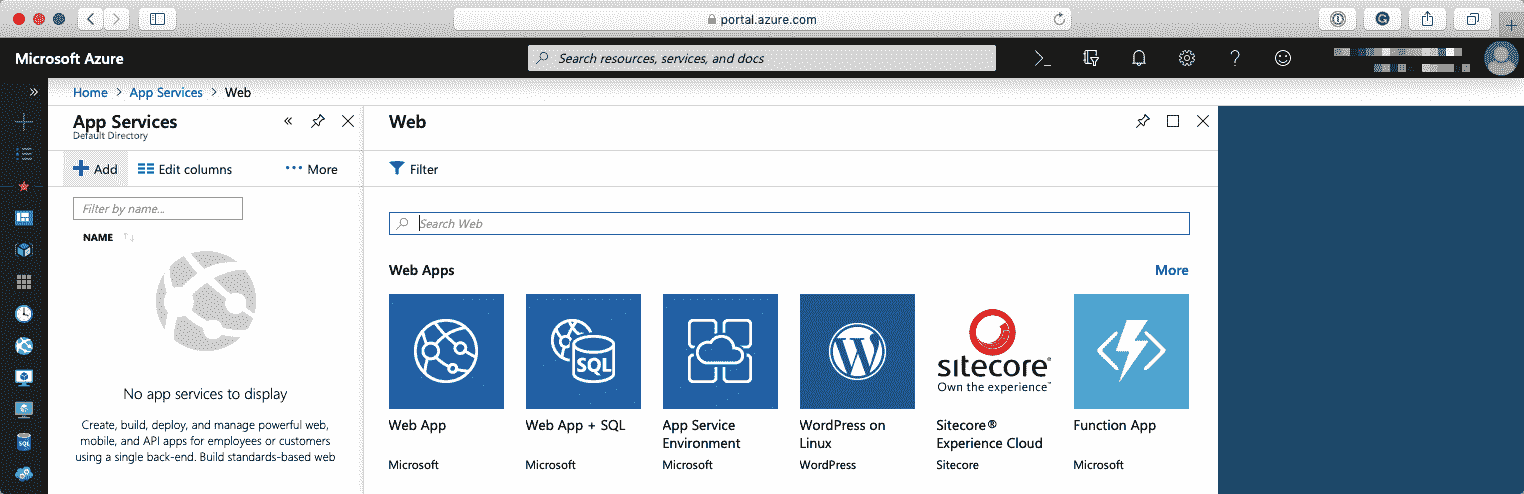 portal.azure.com
Microsoft Azure
Search resources, services, and docs
Home > App Services > Web
App Services
Default Directory
Add
Edit columns
More
Filter by name...
NAME
No app services to display
Create, build, deploy, and manage powerful web,
mobile, and API apps for employees or customers
using a single back-end. Build standards-based web
Web
Filter
Search Web
Web Apps
More
SQL
sitecore®
Own the experience™
Web App
Microsoft
Web App + SQL
Microsoft
App Service
Environment
Microsoft
WordPress on
Linux
WordPress
Sitecore®
Experience Cloud
Sitecore
Function App
Microsoft
SQL